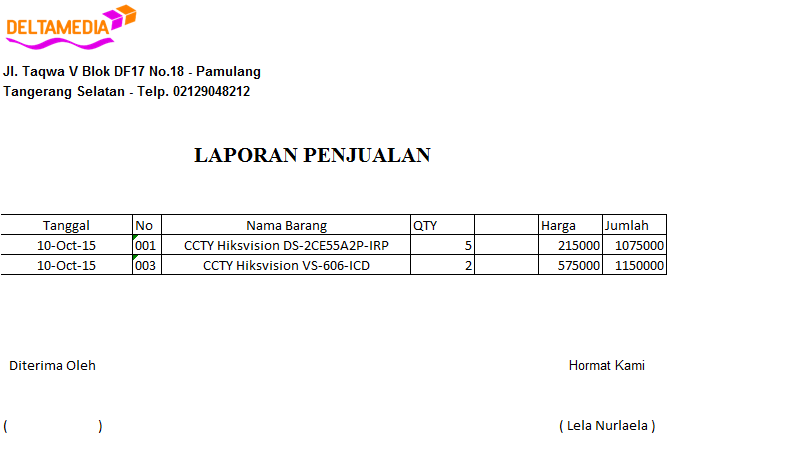 DELTAMEDIA
Jl. Taqwa V Blok DF17 No.18 - Pamulang
Tangerang Selatan - Telp. 02129048212
LAPORAN PENJUALAN
Tanggal No Nama Barang QTY Harga Jumlah
10-Oct-15 001 CCTY Hiksvision DS-2CE55A2P-IRP 5 215000 1075000
10-Oct-15 003 CCTY Hiksvision VS-606-ICD 2 575000 1150000
Diterima Oleh Hormat Kami
( ) ( Lela Nurlaela )